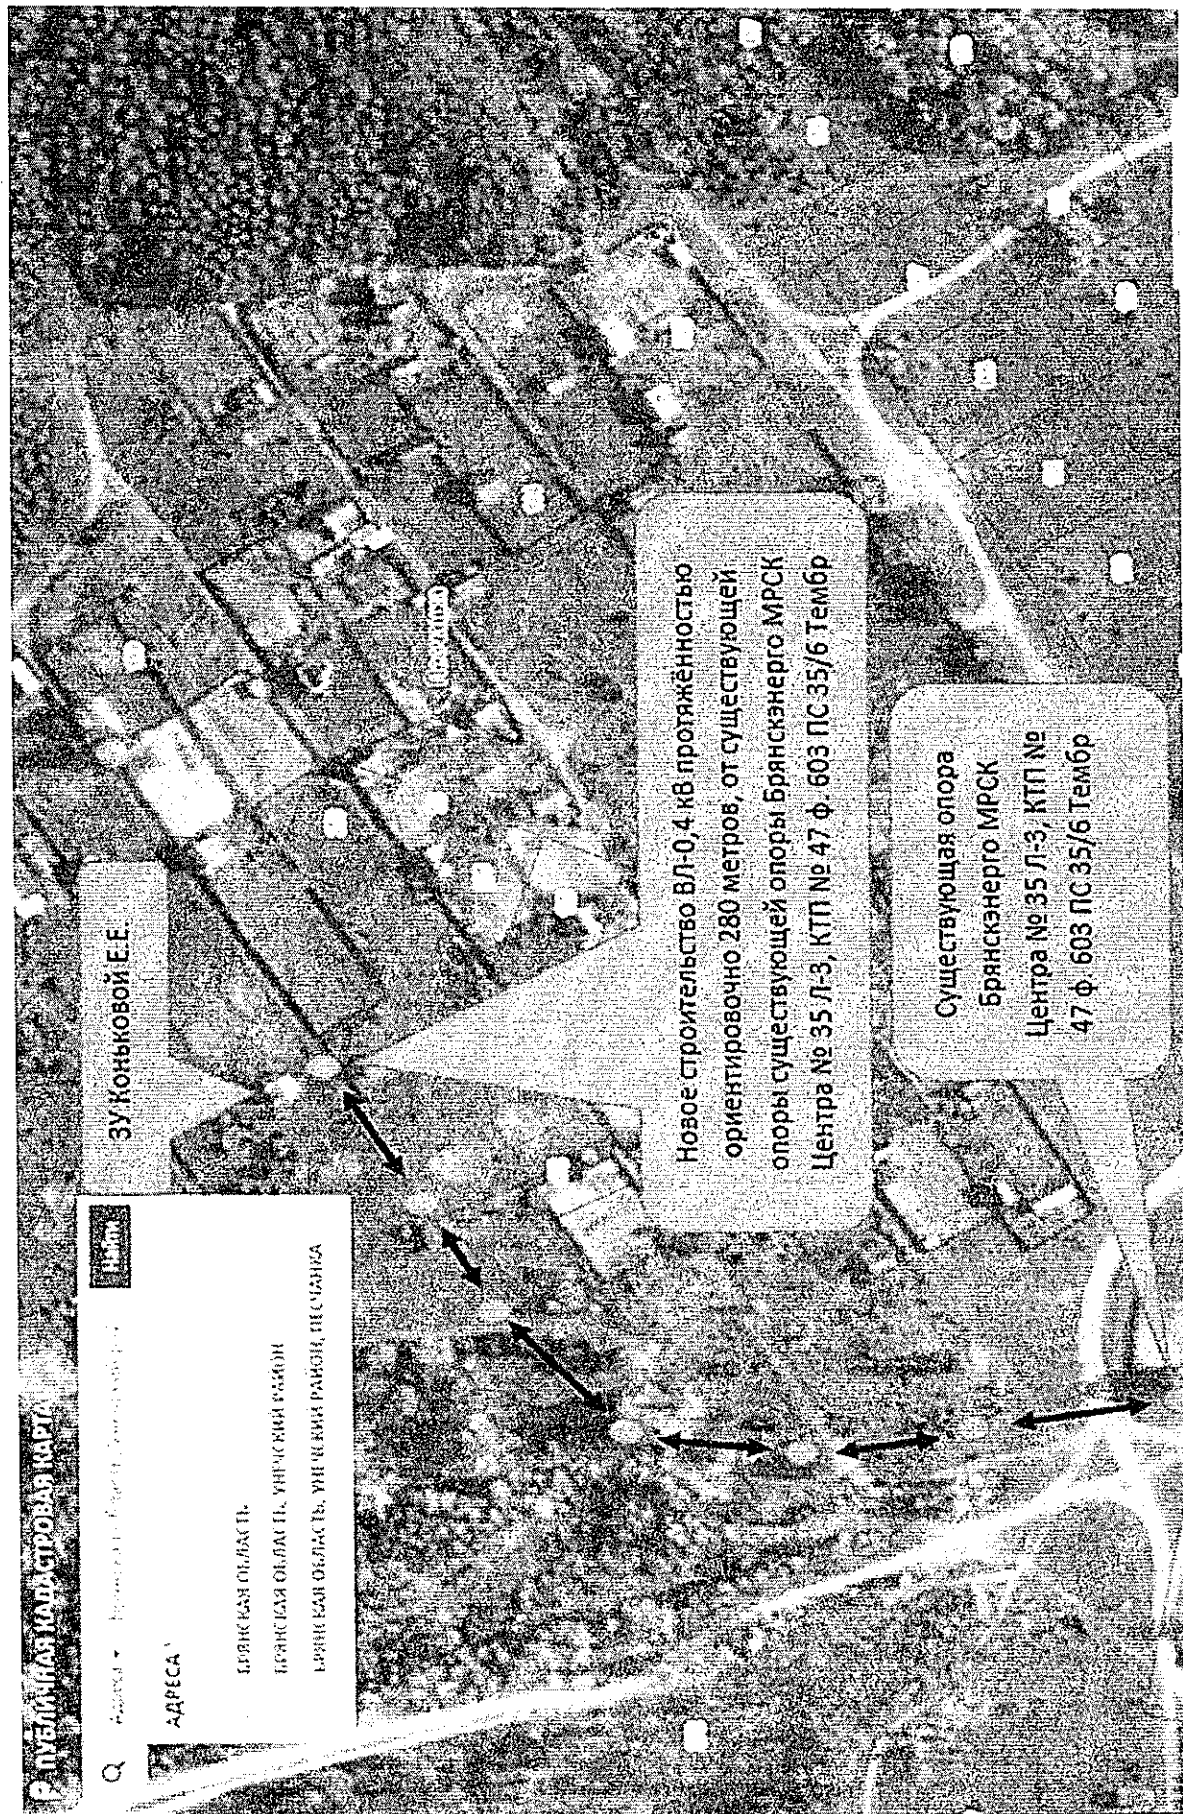 ПУБЛИЧНАЯ КАДАСТРОВАЯ КАРТА
Адреса
Найти
АДРЕСА
БРЯНСКАЯ ОБЛАСТЬ
БРЯНСКАЯ ОБЛАСТЬ, УНЕЧСКИЙ РАЙОН
БРЯНСКАЯ ОБЛАСТЬ, УНЕЧСКИЙ РАЙОН, ПЕСЧАНКА
ЗУ Коньковой Е.Е.
Песчанка
Новое строительство ВЛ-0,4 кВ протяжённостью
ориентировочно 280 метров, от существующей
опоры существующей опоры Брянскэнерго МРСК
Центра № 35 Л-3, КТП № 47 ф. 603 ПС 35/6 Тембр
Существующая опора
Брянскэнерго МРСК
Центра № 35 Л-3, КТП №
47 ф. 603 ПС 35/6 Тембр